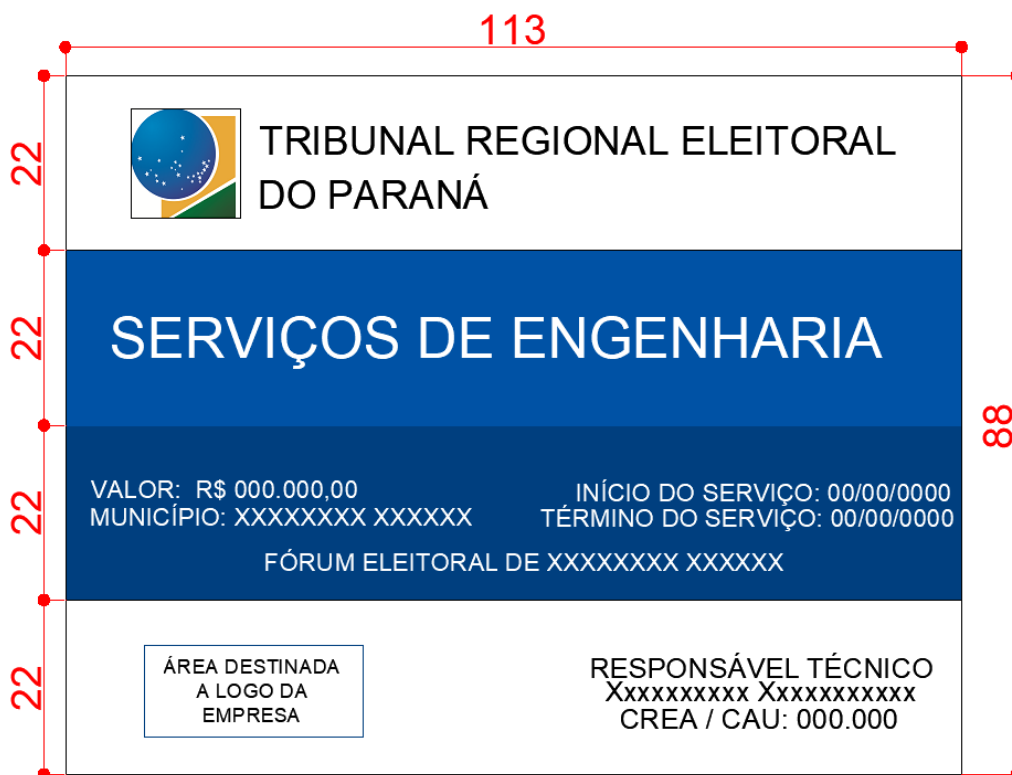 113
22
TRIBUNAL REGIONAL ELEITORAL
DO PARANÁ
22
SERVIÇOS DE ENGENHARIA
88
22
VALOR: R$ 000.000,00
MUNICÍPIO: XXXXXXXX XXXXXX
INÍCIO DO SERVIÇO: 00/00/0000
TÉRMINO DO SERVIÇO: 00/00/0000
FÓRUM ELEITORAL DE XXXXXXXX XXXXXX
22
ÁREA DESTINADA
A LOGO DA
EMPRESA
RESPONSÁVEL TÉCNICO
Xxxxxxxxxx Xxxxxxxxxxx
CREA / CAU: 000.000